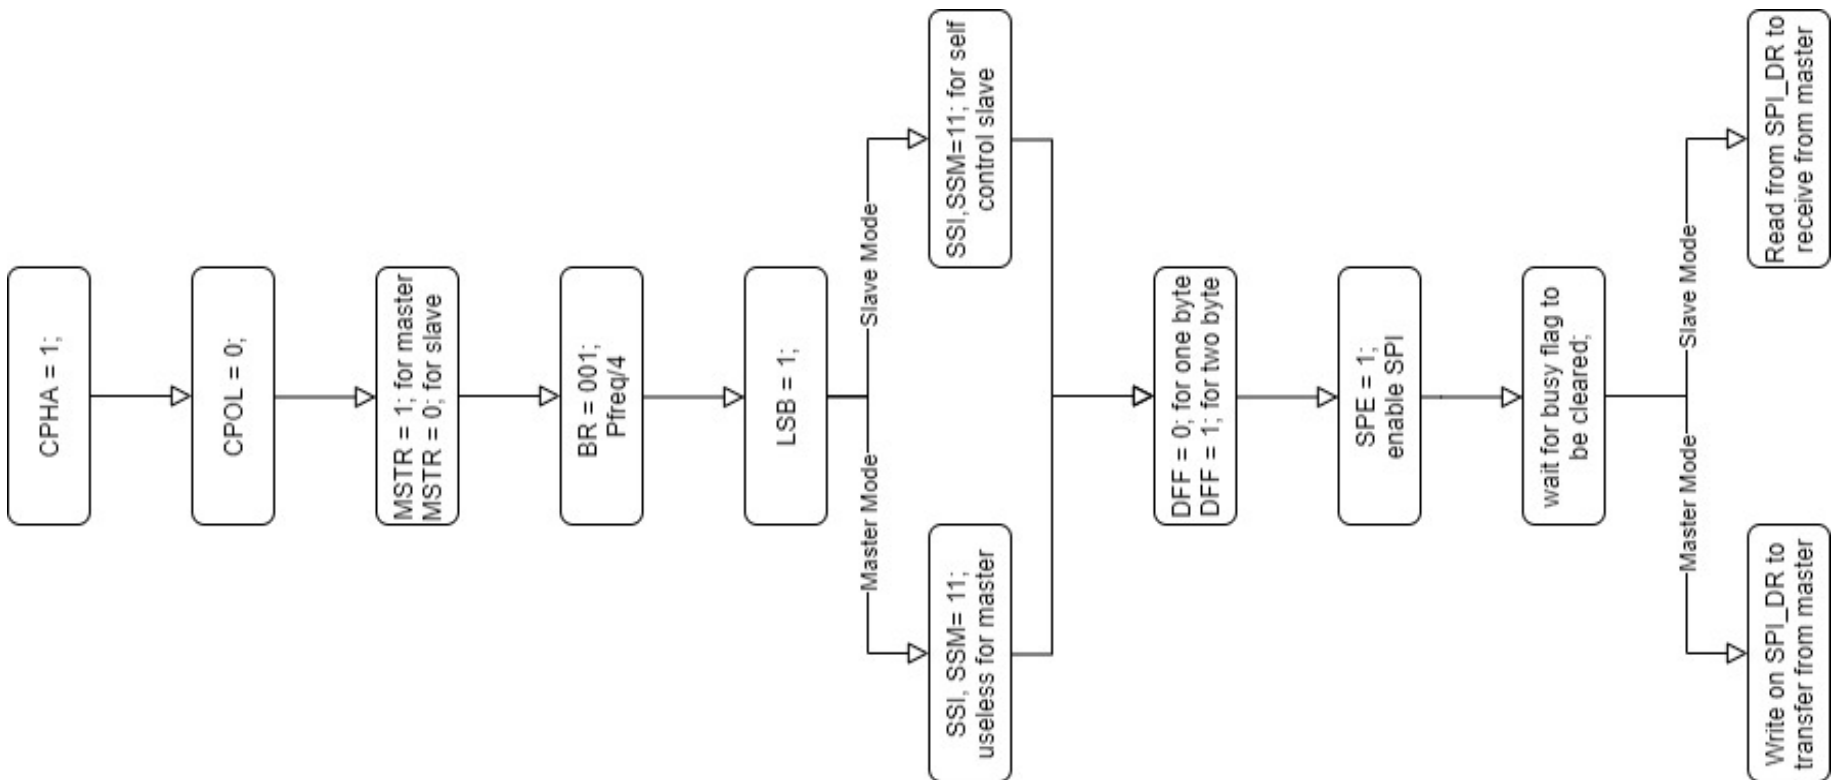 CPHA = 1;
CPOL = 0;
MSTR = 1; for master
MSTR = 0; for slave
BR = 001;
Pfreq/4
LSB = 1;
Master Mode
Slave Mode
SSI, SSM= 11;
useless for master
SSI,SSM=11; for self
control slave
DFF = 0; for one byte
DFF = 1; for two byte
SPE = 1;
enable SPI
wait for busy flag to
be cleared;
Master Mode
Slave Mode
Write on SPI_DR to
transfer from master
Read from SPI_DR to
receive from master